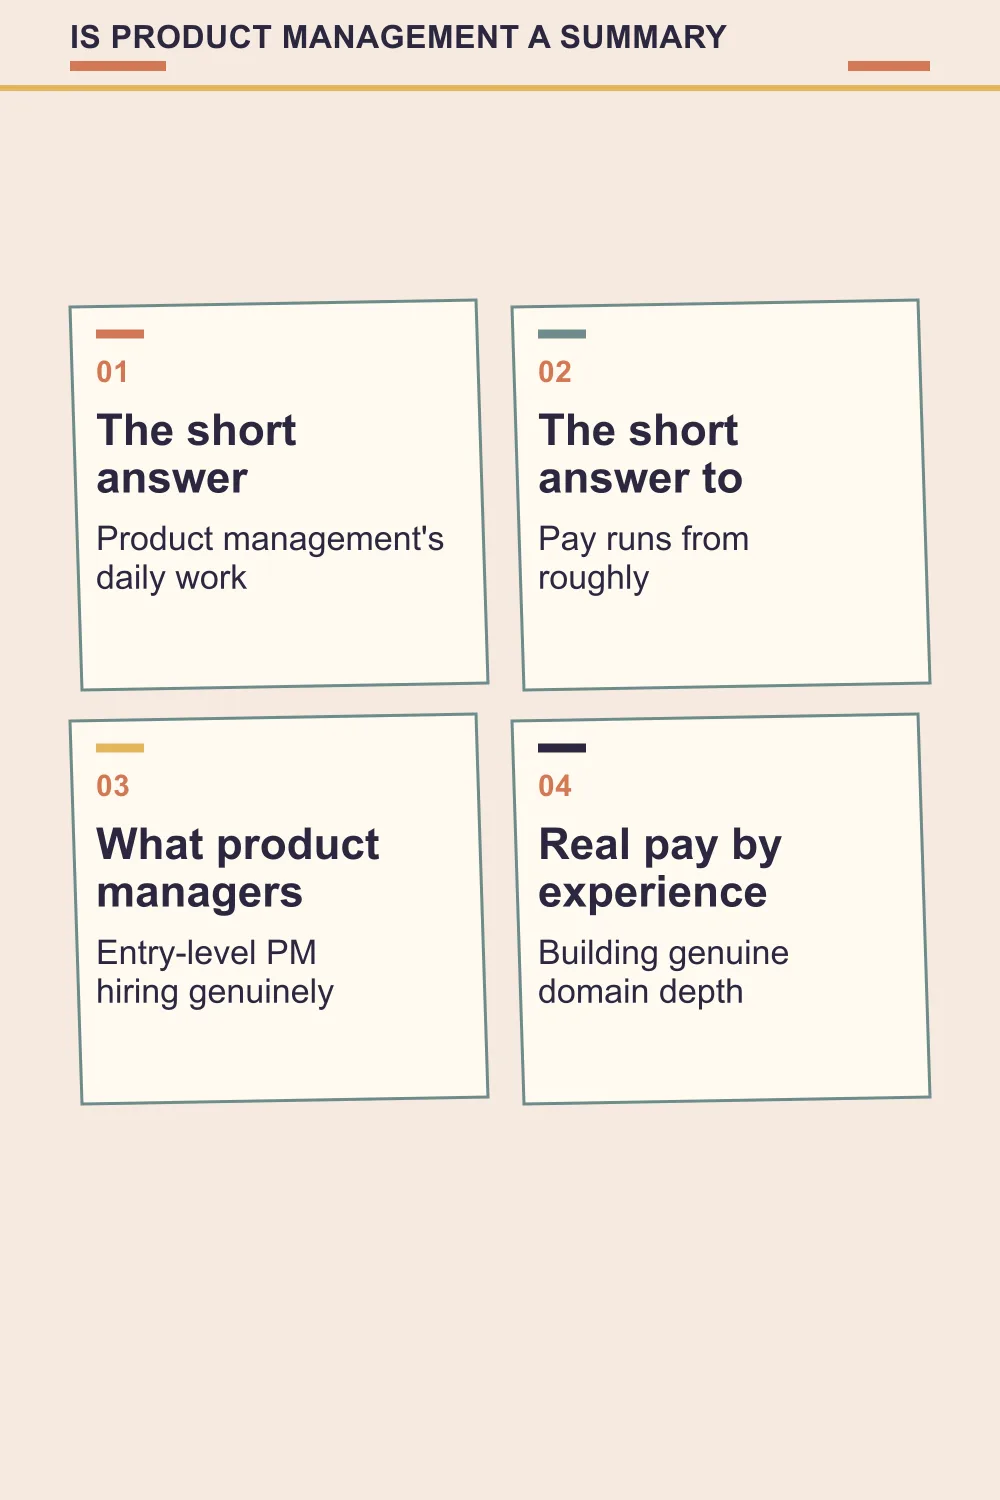 IS PRODUCT MANAGEMENT A SUMMARY
01
The short
answer
Product management's
daily work
02
The short
answer to
Pay runs from
roughly
03
What product
managers
Entry-level PM
hiring genuinely
04
Real pay by
experience
Building genuine
domain depth